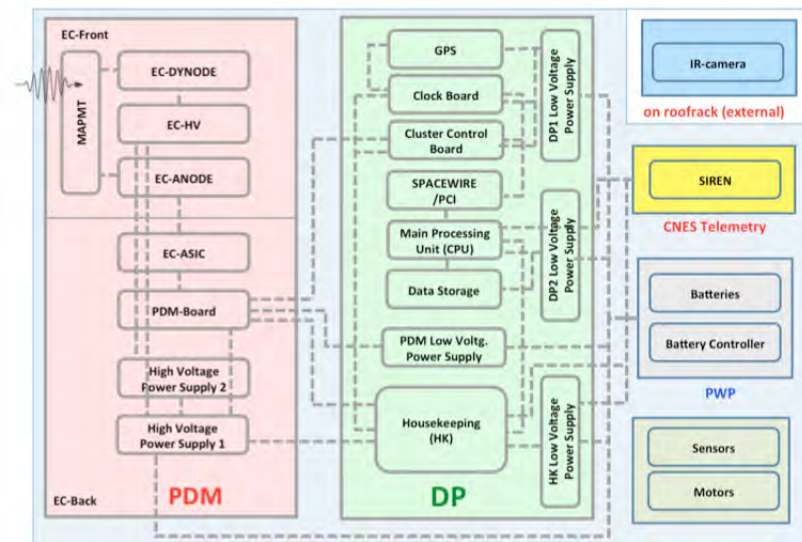 EC-Front
MAPMT
EC-DYNODE
EC-HV
EC-ANODE
EC-ASIC
PDM-Board
High Voltage
Power Supply 2
High Voltage
Power Supply 1
EC-Back
PDM
GPS
Clock Board
Cluster Control
Board
SPACEWIRE
/PCI
Main Processing
Unit (CPU)
Data Storage
PDM Low Voltg.
Power Supply
Housekeeping
(HK)
DP
DP1 Low Voltage
Power Supply
DP2 Low Voltage
Power Supply
HK Low Voltage
Power Supply
IR-camera
on roofrack (external)
SIREN
CNES Telemetry
Batteries
Battery Controller
PWP
Sensors
Motors